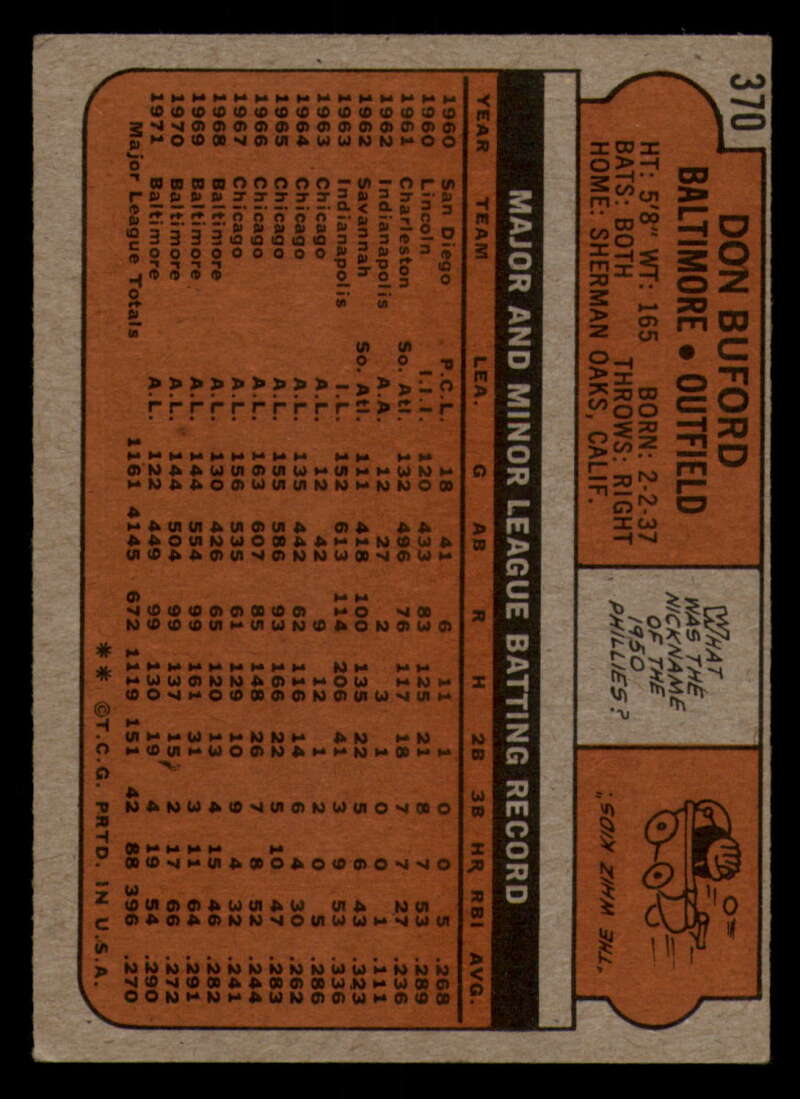 370
DON BUFORD
BALTIMORE • OUTFIELD
HT: 5'8" WT: 165 BORN: 2-2-37
BATS: BOTH THROWS: RIGHT
HOME: SHERMAN OAKS, CALIF.
WHAT
WAS THE
NICKNAME
OF THE
1950
PHILLIES?
"THE WHIZ KIDS"
MAJOR AND MINOR LEAGUE BATTING RECORD
YEAR TEAM LEA. G AB R H 2B 3B HR RBI AVG.
1960 San Diego P.C.L. 18 41 6 11 1 0 0 5 .268
1960 Lincoln I.I.I. 120 433 83 125 21 8 7 53 .289
1961 Charleston So. Atl. 132 496 76 117 18 7 7 27 .236
1962 Indianapolis A.A. 12 27 2 3 1 0 0 1 .111
1962 Savannah So. Atl. 111 418 100 135 22 5 6 43 .323
1963 Indianapolis I.L. 152 613 114 206 41 3 9 53 .336
1963 Chicago A.L. 12 42 9 12 1 2 0 5 .286
1964 Chicago A.L. 135 442 62 116 14 6 4 30 .262
1965 Chicago A.L. 155 586 93 166 22 5 10 47 .283
1966 Chicago A.L. 163 607 85 148 26 7 8 52 .244
1967 Chicago A.L. 156 535 61 129 10 9 4 32 .241
1968 Baltimore A.L. 130 426 65 120 13 4 15 46 .282
1969 Baltimore A.L. 144 554 99 161 31 3 11 64 .291
1970 Baltimore A.L. 144 504 99 137 15 2 17 66 .272
1971 Baltimore A.L. 122 449 99 130 19 4 19 54 .290
Major League Totals 1161 4145 672 1119 151 42 88 396 .270
** ©T.C.G. PRTD. IN U.S.A.